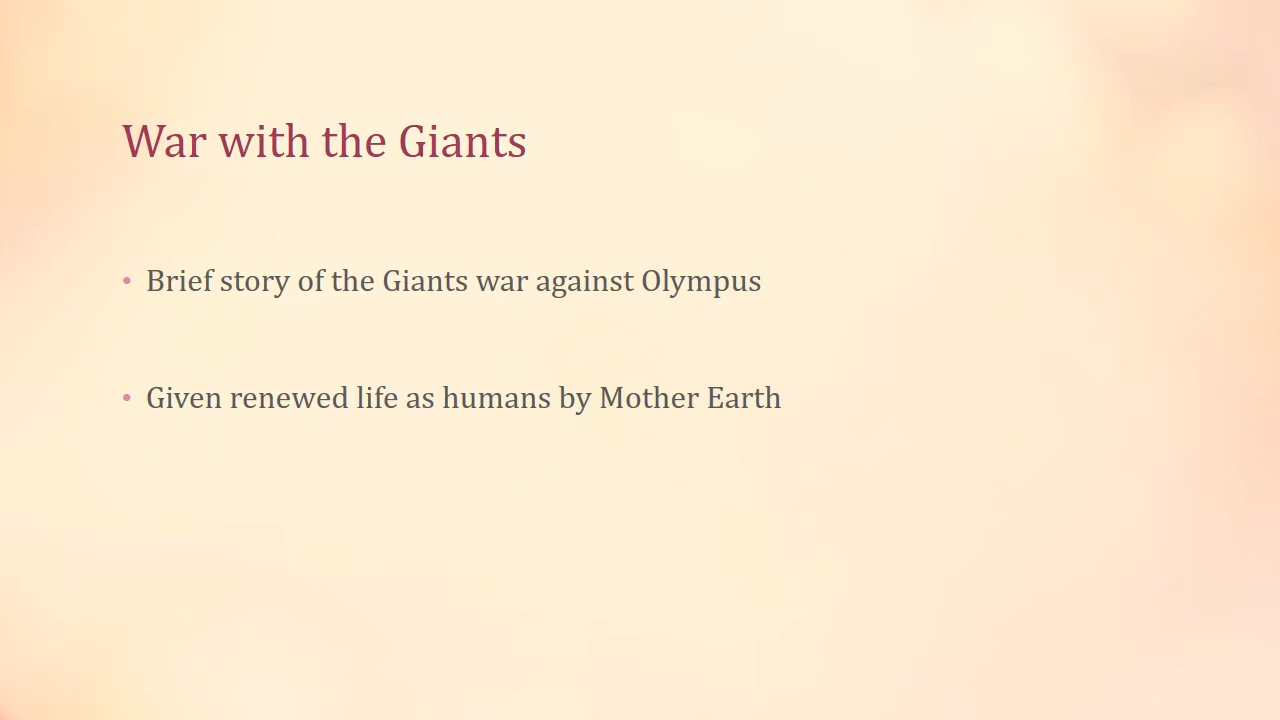 War with the Giants
• Brief story of the Giants war against Olympus
• Given renewed life as humans by Mother Earth